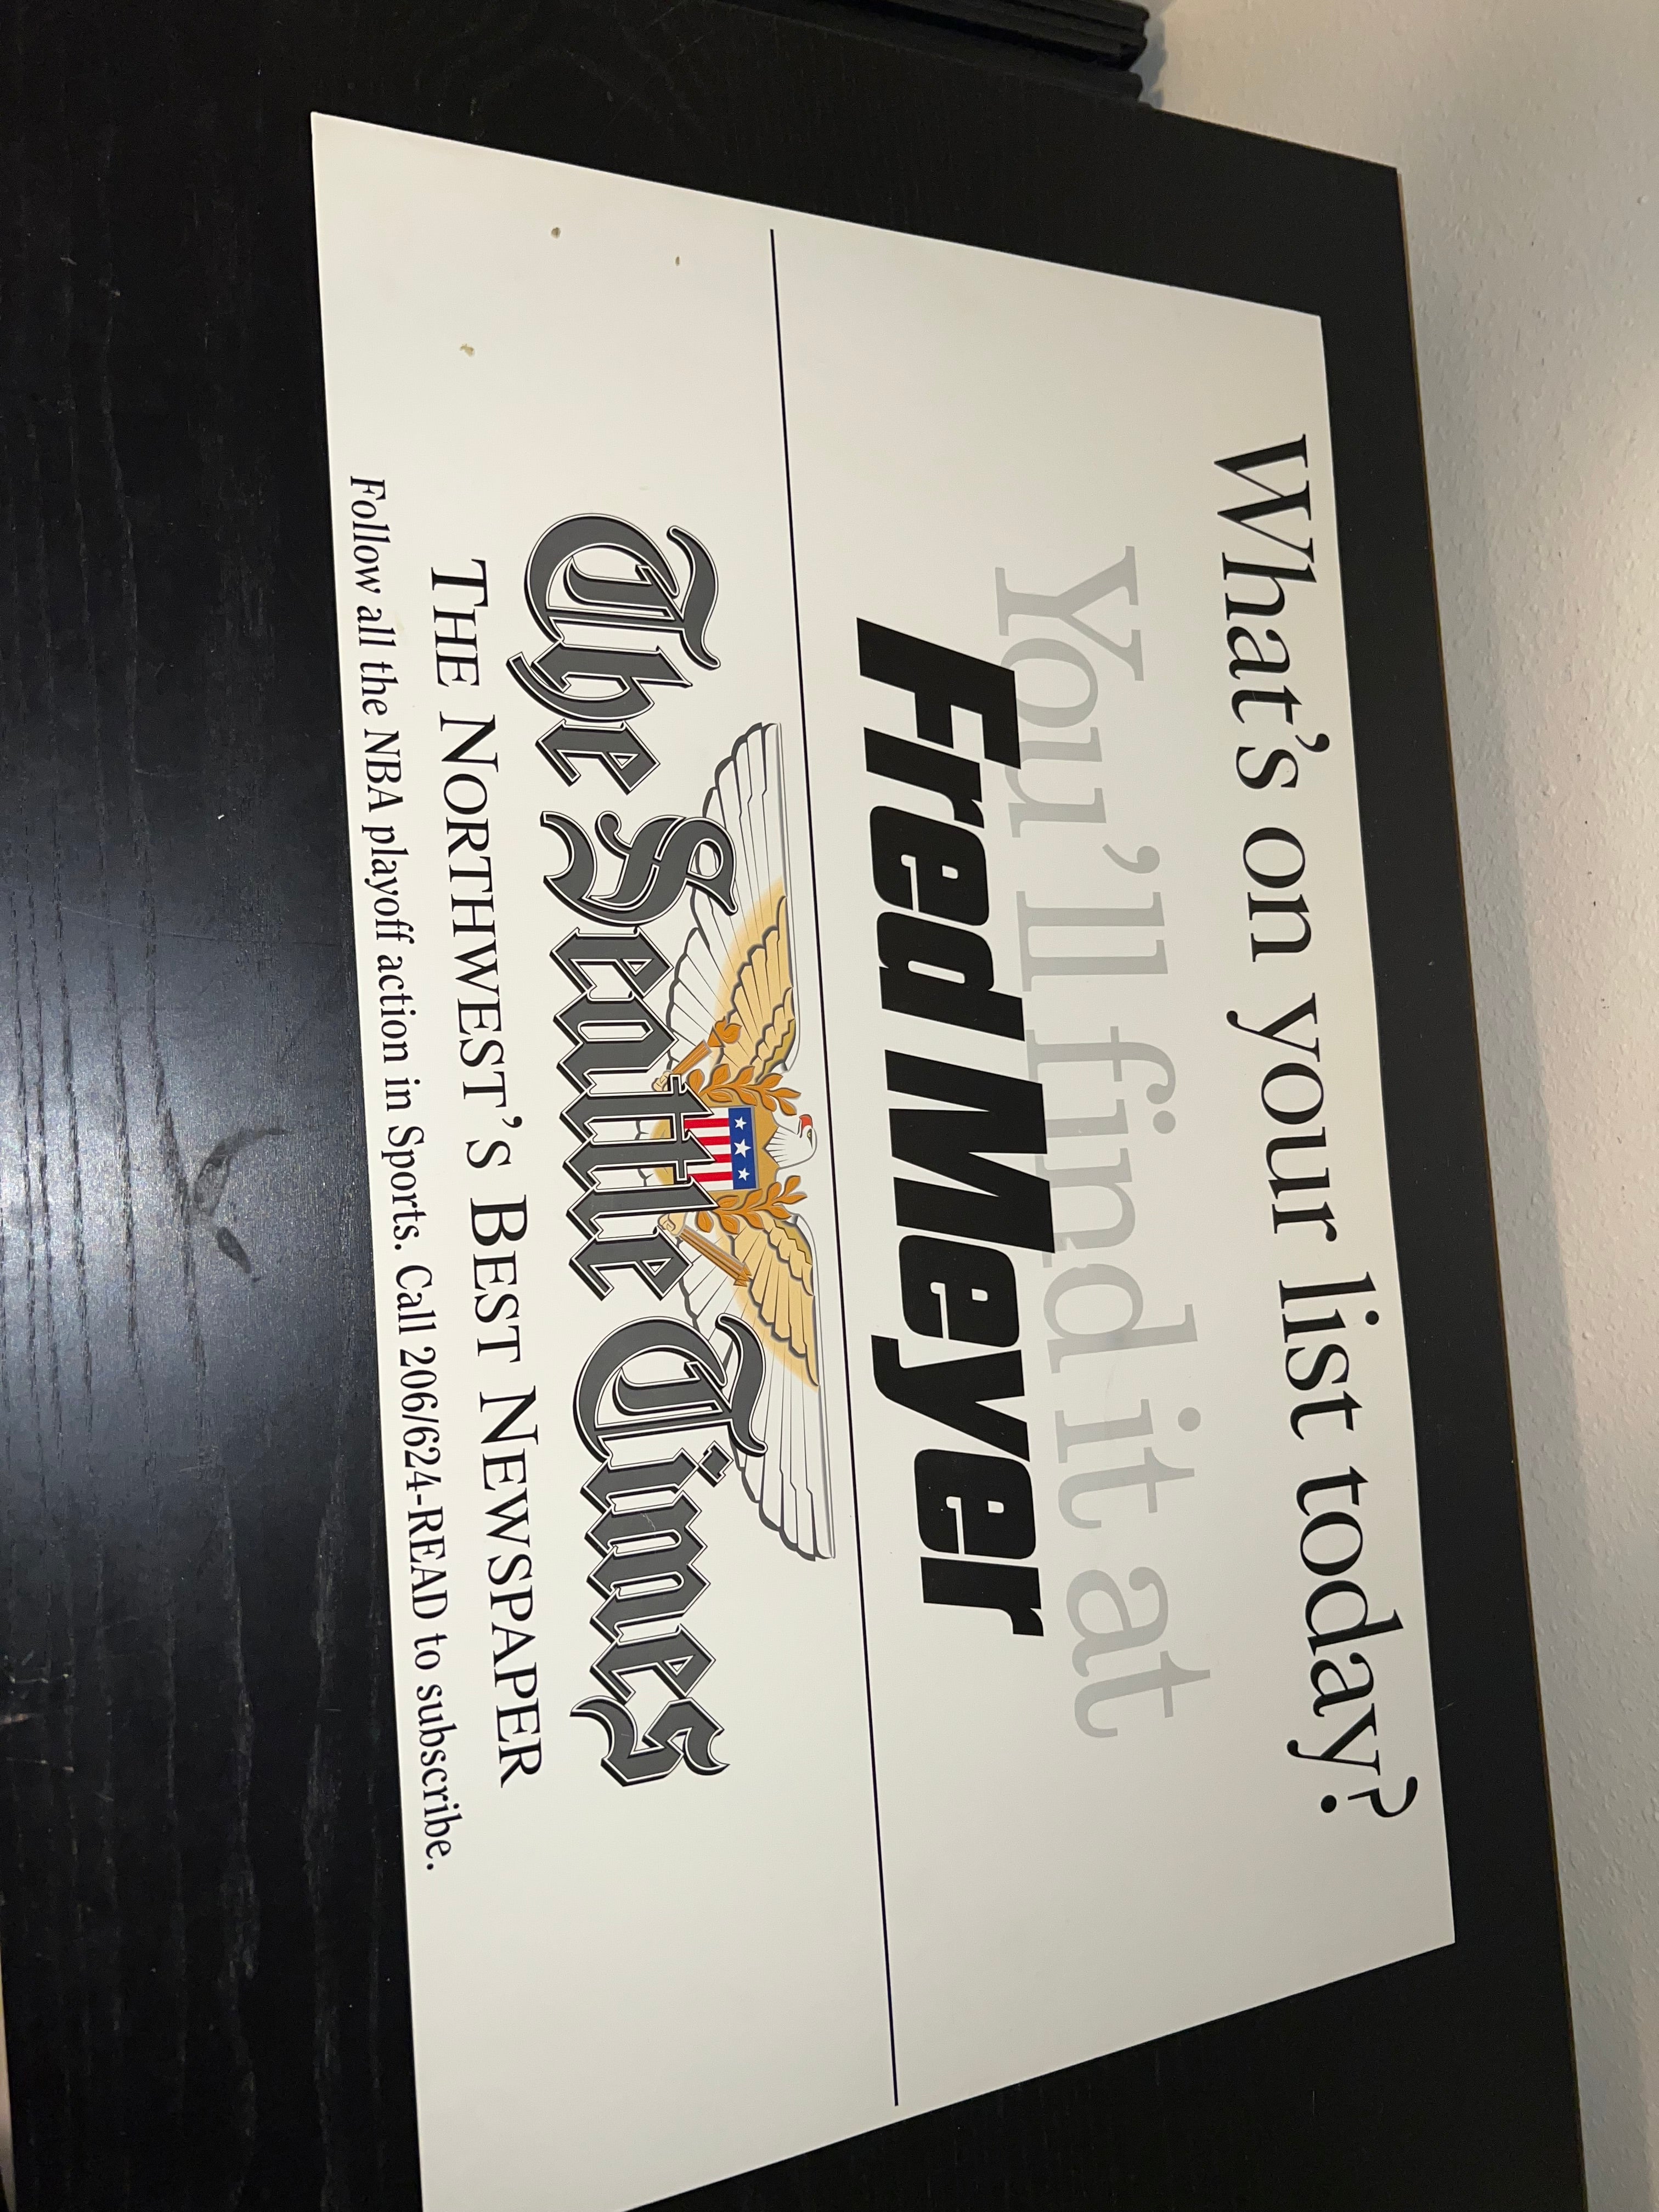 What's on your list today?
You'll find it at
Fred Meyer
The Seattle Times
THE NORTHWEST'S BEST NEWSPAPER
Follow all the NBA playoff action in Sports. Call 206/624-READ to subscribe.